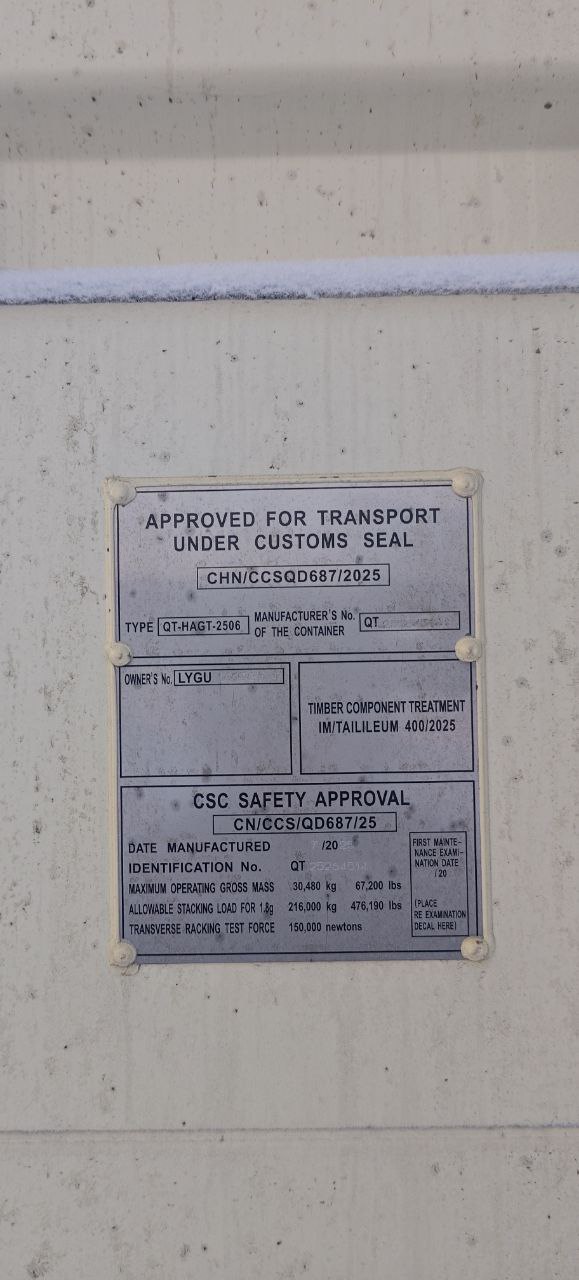 APPROVED FOR TRANSPORT
UNDER CUSTOMS SEAL
CHN/CCSQD687/2025
TYPE QT-HAGT-2506 MANUFACTURER'S No. OF THE CONTAINER QT
OWNER'S No. LYGU
TIMBER COMPONENT TREATMENT
IM/TAILILEUM 400/2025
CSC SAFETY APPROVAL
CN/CCS/QD687/25
DATE MANUFACTURED /20
IDENTIFICATION No. QT
MAXIMUM OPERATING GROSS MASS 30,480 kg 67,200 lbs
ALLOWABLE STACKING LOAD FOR 1.8g 216,000 kg 476,190 lbs
TRANSVERSE RACKING TEST FORCE 150,000 newtons
FIRST MAINTE-
NANCE EXAMI-
NATION DATE
/20
(PLACE
RE EXAMINATION
DECAL HERE)